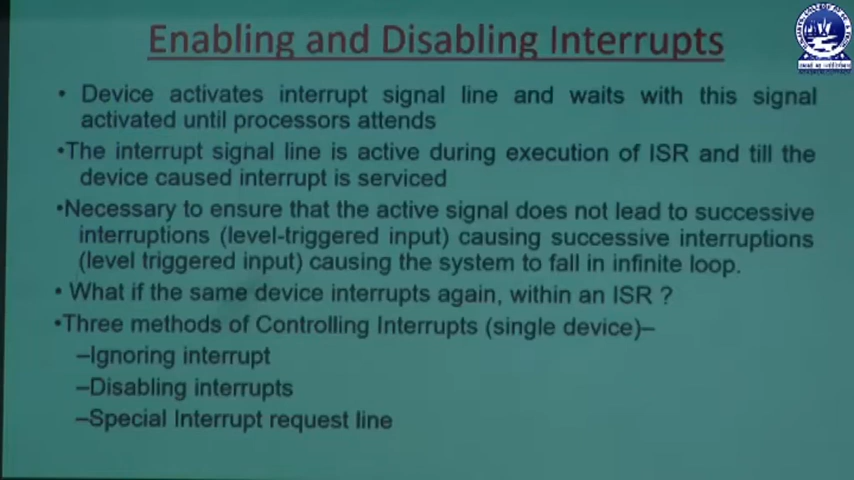 Enabling and Disabling Interrupts
• Device activates interrupt signal line and waits with this signal
activated until processors attends
•The interrupt signal line is active during execution of ISR and till the
device caused interrupt is serviced
•Necessary to ensure that the active signal does not lead to successive
interruptions (level-triggered input) causing successive interruptions
(level triggered input) causing the system to fall in infinite loop.
• What if the same device interrupts again, within an ISR ?
•Three methods of Controlling Interrupts (single device)–
–Ignoring interrupt
–Disabling interrupts
–Special Interrupt request line